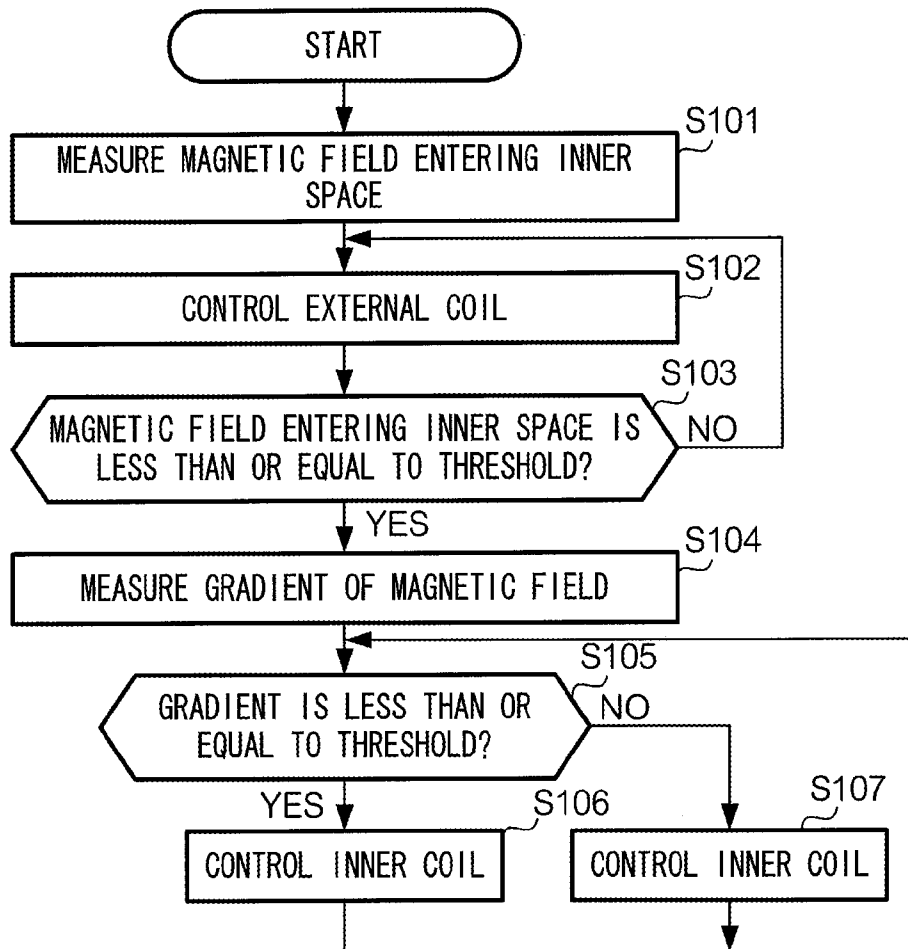 START
S101
MEASURE MAGNETIC FIELD ENTERING INNER
SPACE
S102
CONTROL EXTERNAL COIL
S103
MAGNETIC FIELD ENTERING INNER SPACE IS
LESS THAN OR EQUAL TO THRESHOLD?
NO
YES
S104
MEASURE GRADIENT OF MAGNETIC FIELD
S105
GRADIENT IS LESS THAN OR
EQUAL TO THRESHOLD?
NO
YES
S106
CONTROL INNER COIL
S107
CONTROL INNER COIL